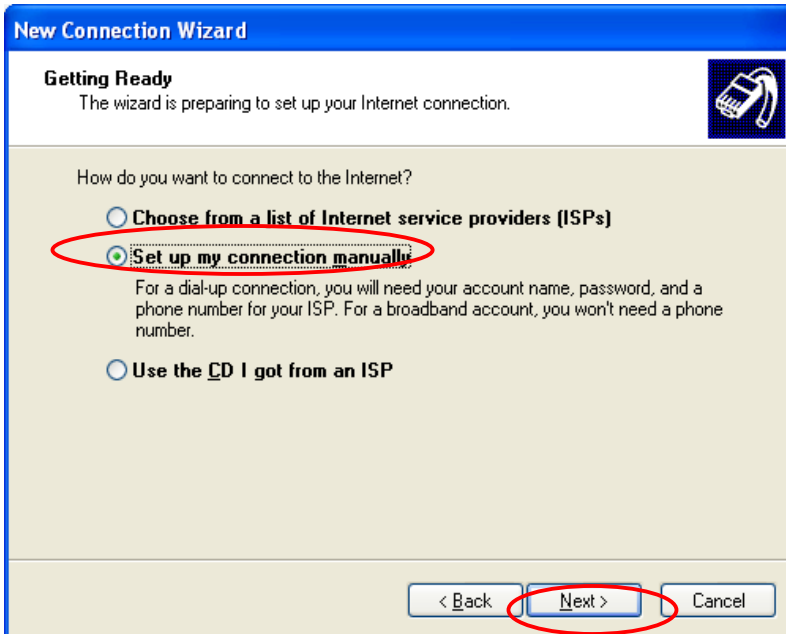 New Connection Wizard
Getting Ready
The wizard is preparing to set up your Internet connection.
How do you want to connect to the Internet?
Choose from a list of Internet service providers (ISPs)
Set up my connection manually
For a dial-up connection, you will need your account name, password, and a
phone number for your ISP. For a broadband account, you won't need a phone
number.
Use the CD I got from an ISP
< Back Next > Cancel